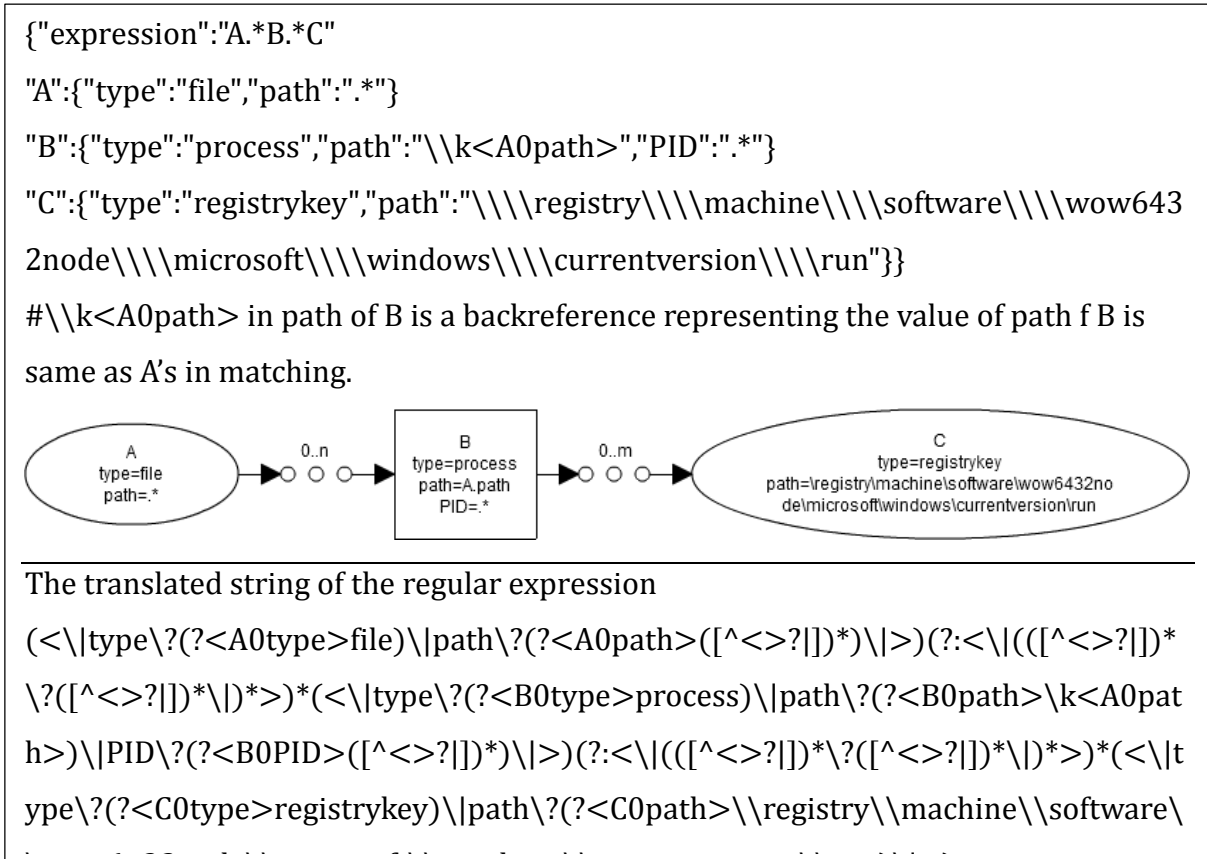 {"expression":"A.*B.*C"
"A":{"type":"file","path":".*"}
"B":{"type":"process","path":"\\k<A0path>","PID":".*"}
"C":{"type":"registrykey","path":"\\\\registry\\\\machine\\\\software\\\\wow643
2node\\\\microsoft\\\\windows\\\\currentversion\\\\run"}}
#\\k<A0path> in path of B is a backreference representing the value of path f B is
same as A’s in matching.
A
type=file
path=.*
0..n
B
type=process
path=A.path
PID=.*
0..m
C
type=registrykey
path=\registry\machine\software\wow6432no
de\microsoft\windows\currentversion\run
The translated string of the regular expression
(<\|type\?(?<A0type>file)\|path\?(?<A0path>([^<>?|])*)\|>)(?:<\|(([^<>?|])*
\?([^<>?|])*\|)*>)*(<\|type\?(?<B0type>process)\|path\?(?<B0path>\k<A0pat
h>)\|PID\?(?<B0PID>([^<>?|])*)\|>)(?:<\|(([^<>?|])*\?([^<>?|])*\|)*>)*(<\|t
ype\?(?<C0type>registrykey)\|path\?(?<C0path>\\registry\\machine\\software\